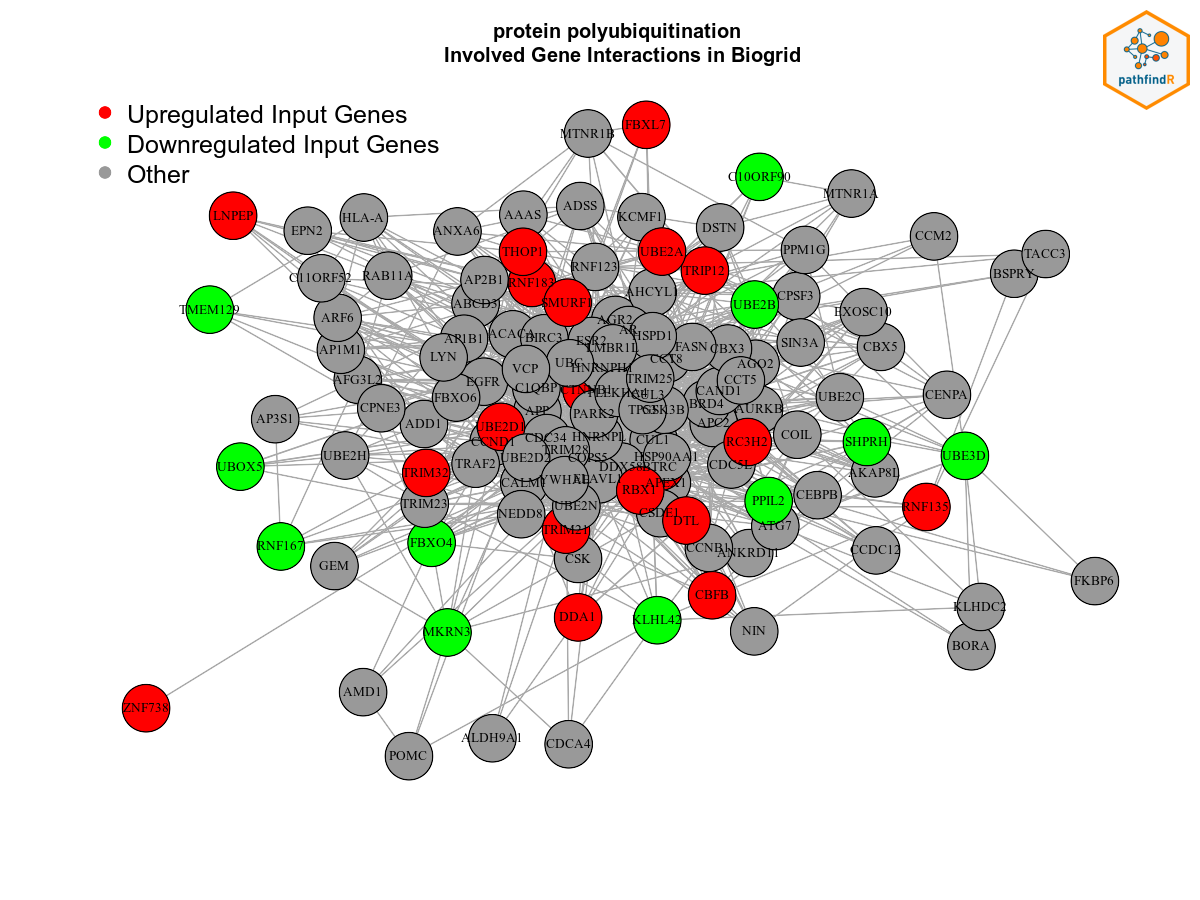 protein polyubiquitination
Involved Gene Interactions in Biogrid
pathfindR
Upregulated Input Genes
Downregulated Input Genes
Other
MTNR1B
FBXL7
C10ORF90
MTNR1A
LNPEP
EPN2
HLA-A
ANXA6
AAAS
ADSS
KCMF1
DSTN
CCM2
PPM1G
TACC3
BSPRY
THOP1
UBE2A
TRIP12
RNF123
C11ORF52
RAB11A
AP2B1
RNF183
AHCYL1
CPSF3
UBE2B
TMEM129
ABCD3
SMURF1
EXOSC10
ARF6
AGR2
AR
AP1B1
ACACA
BIRC3
ESR2
HSPD1
LMBR1L
FASN
CBX3
SIN3A
CBX5
AP1M1
LYN
VCP
UBC
HNRNPH1
CCT8
AGO2
AFG3L2
EGFR
C1QBP
CTNNB1
TRIM25
CCT5
CAND1
CENPA
FBXO6
PLEKHA4
CUL3
UBE2C
CPNE3
APP
PARK2
TP53
GSK3B
BRD4
AURKB
AP3S1
ADD1
UBE2D1
APC2
CCND1
CDC34
HNRNPL
CUL1
RC3H2
COIL
SHPRH
UBE2H
TRIM28
UBE2D2
COPS5
HSP90AA1
UBE3D
UBOX5
TRIM32
TRAF2
DDX58
BTRC
CDC5L
AKAP8L
CALM1
YWHAE
ELAVL1
APEX1
RBX1
CEBPB
PPIL2
TRIM23
UBE2N
NEDD8
CSDE1
DTL
RNF135
ATG7
TRIM21
FBXO4
RNF167
CCNB1
ANKRD11
CCDC12
CSK
GEM
FKBP6
CBFB
KLHDC2
DDA1
KLHL42
MKRN3
NIN
BORA
AMD1
ZNF738
ALDH9A1
CDCA4
POMC